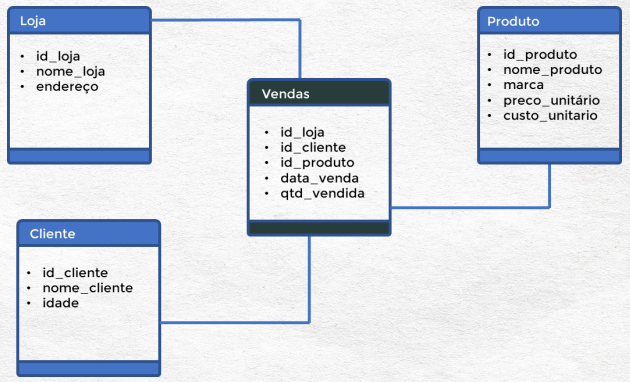 Loja
• id_loja
• nome_loja
• endereço
Vendas
• id_loja
• id_cliente
• id_produto
• data_venda
• qtd_vendida
Produto
• id_produto
• nome_produto
• marca
• preco_unitário
• custo_unitario
Cliente
• id_cliente
• nome_cliente
• idade